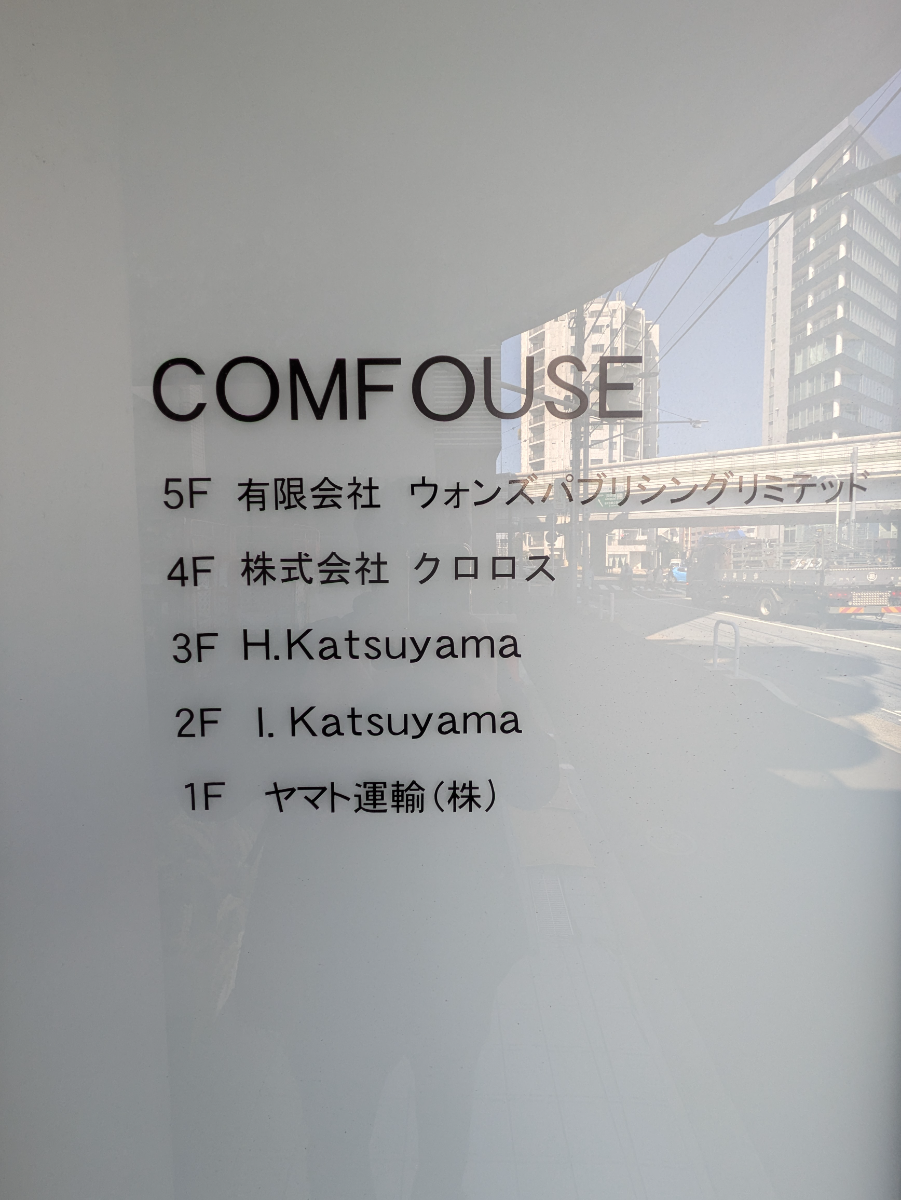 COMFOUSE
5F 有限会社 ウォンズパブリシングリミテッド
4F 株式会社 クロロス
3F H.Katsuyama
2F I. Katsuyama
1F ヤマト運輸(株)